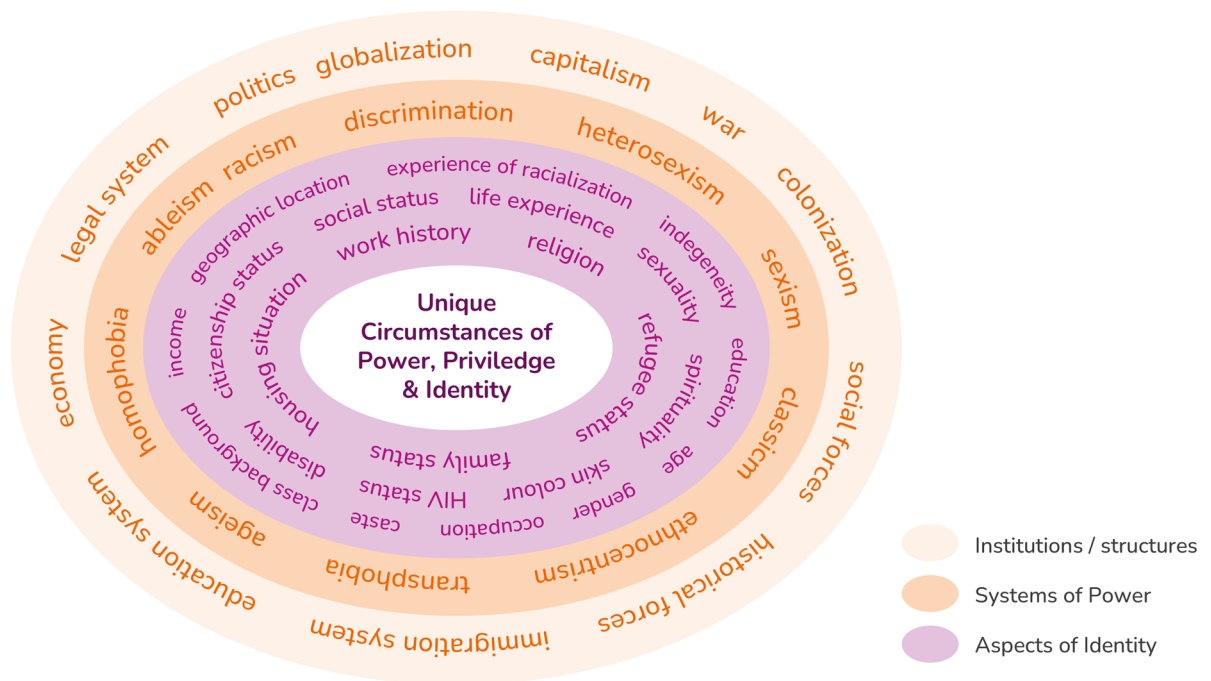 globalization
capitalism
war
colonization
social forces
historical forces
immigration system
education system
economy
legal system
politics
discrimination
heterosexism
sexism
classicm
ethnocentrism
transphobia
ageism
homophobia
ableism
racism
experience of racialization
indegeneity
education
age
gender
occupation
caste
class background
income
geographic location
social status
life experience
sexuality
spirituality
skin colour
HIV status
disability
citizenship status
work history
religion
refugee status
family status
housing situation
Unique
Circumstances of
Power, Priviledge
& Identity
Institutions / structures
Systems of Power
Aspects of Identity